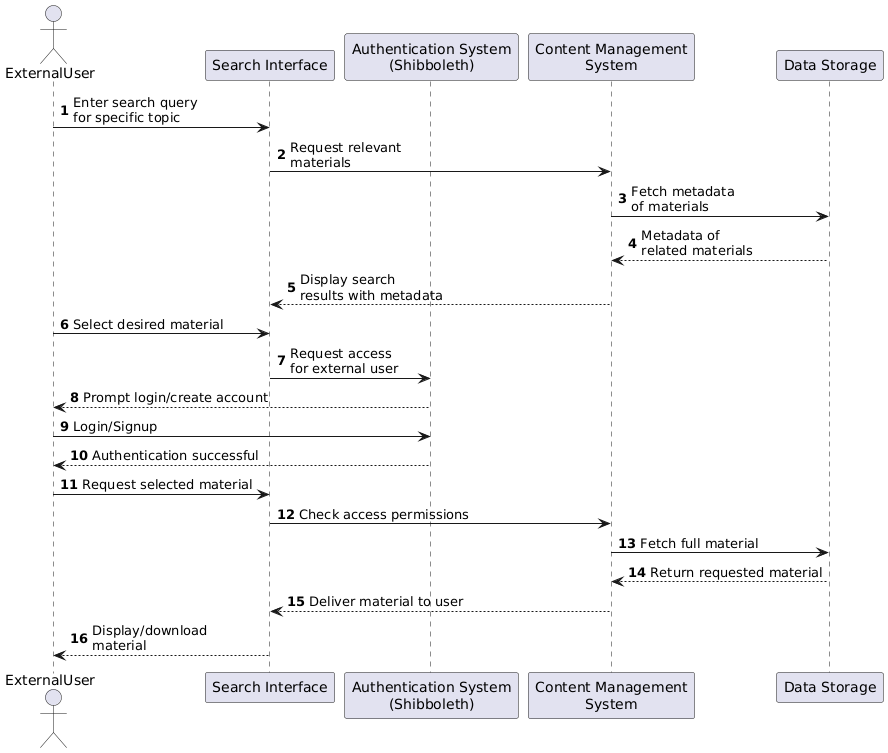 ExternalUser
Search Interface
Authentication System
(Shibboleth)
Content Management
System
Data Storage
1 Enter search query
for specific topic
2 Request relevant
materials
3 Fetch metadata
of materials
4 Metadata of
related materials
5 Display search
results with metadata
6 Select desired material
7 Request access
for external user
8 Prompt login/create account
9 Login/Signup
10 Authentication successful
11 Request selected material
12 Check access permissions
13 Fetch full material
14 Return requested material
15 Deliver material to user
16 Display/download
material
ExternalUser
Search Interface
Authentication System
(Shibboleth)
Content Management
System
Data Storage